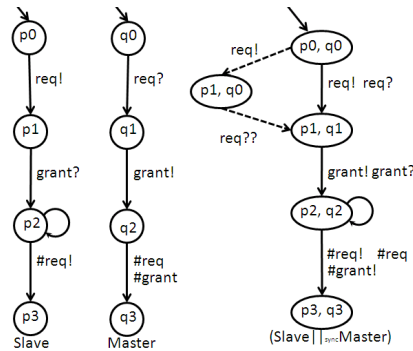 p0
req!
p1
grant?
p2
#req!
p3
Slave
q0
req?
q1
grant!
q2
#req
#grant
q3
Master
p0, q0
req!
p1, q0
req??
req! req?
p1, q1
grant! grant?
p2, q2
#req! #req
#grant!
p3, q3
(Slave||syncMaster)